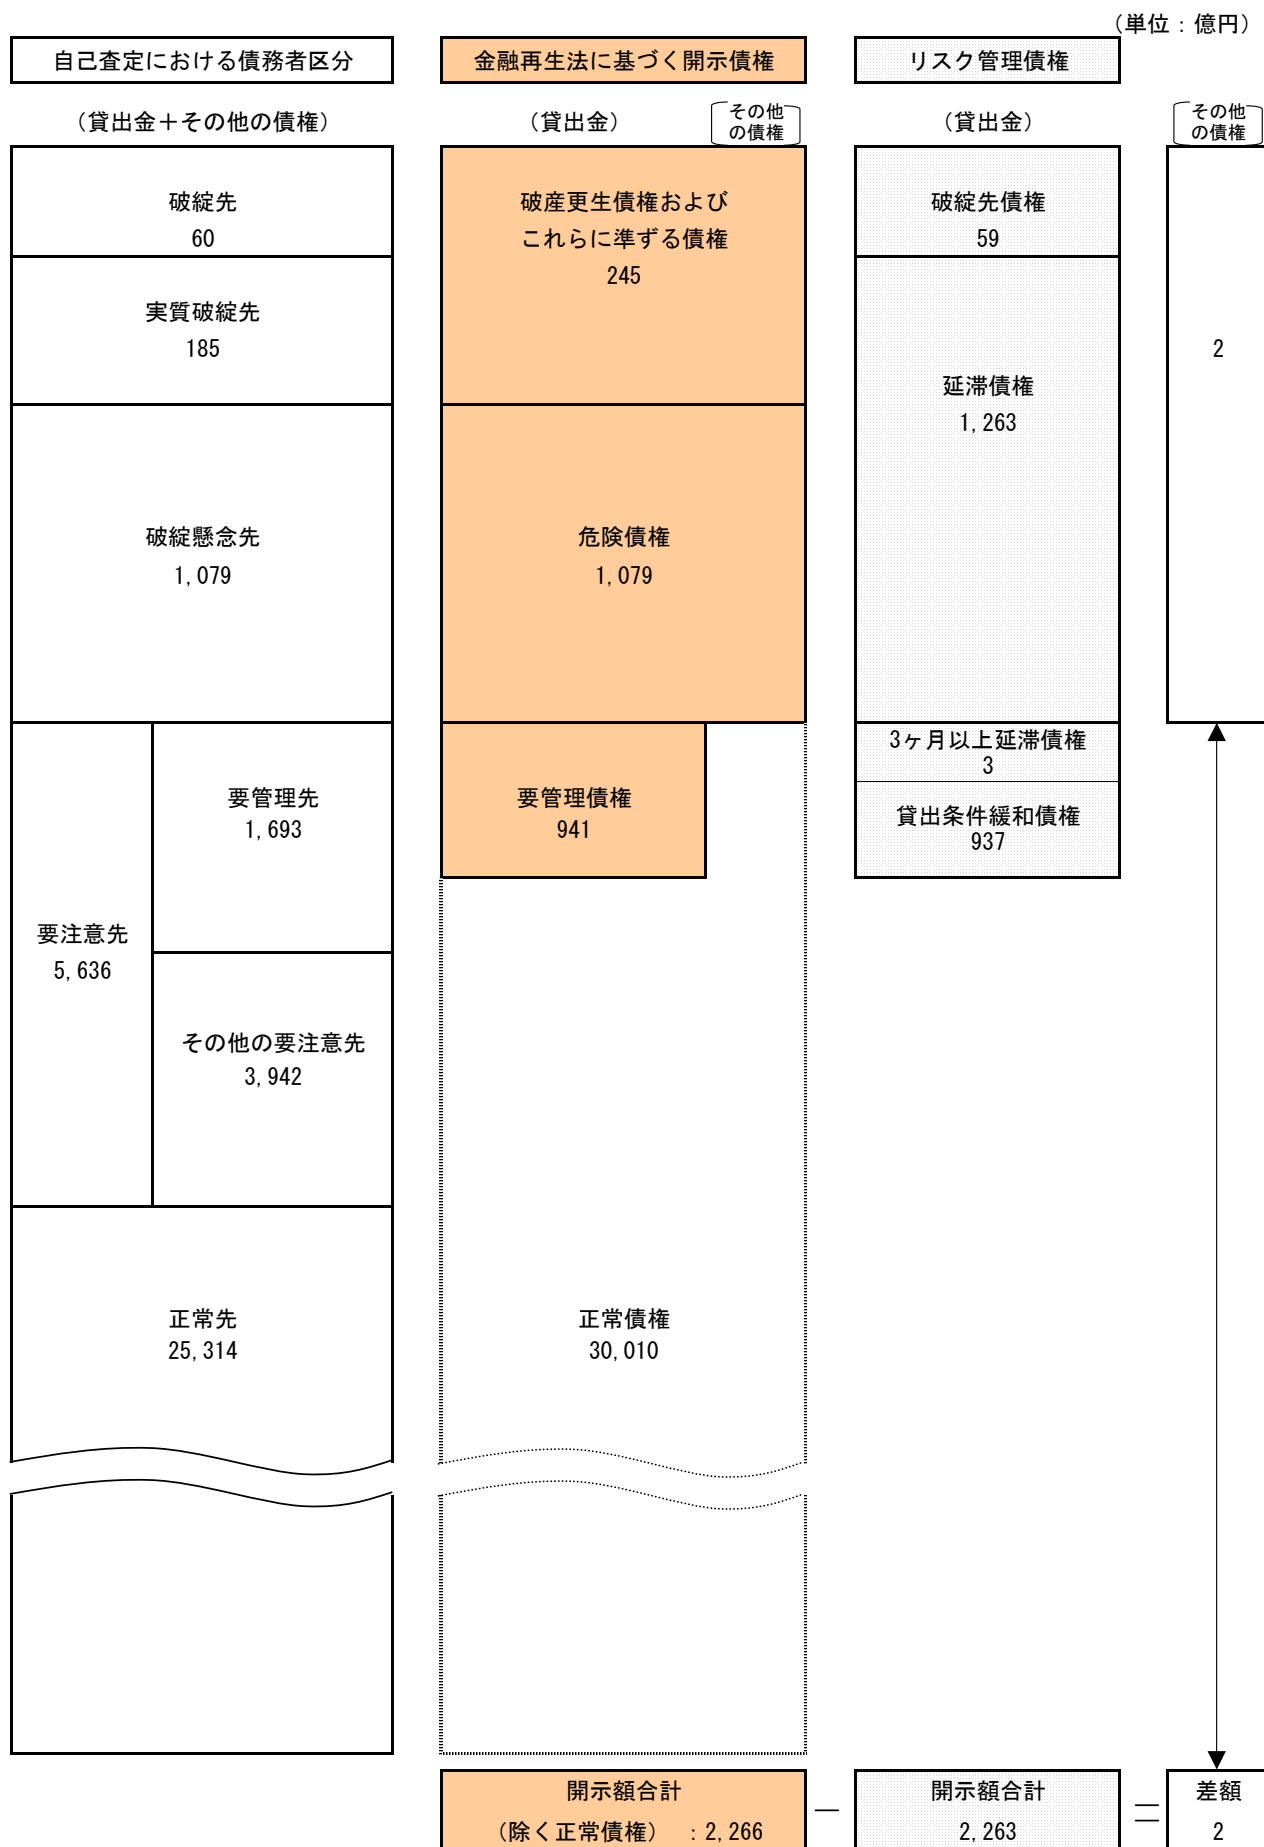 （単位：億円）
自己査定における債務者区分
金融再生法に基づく開示債権
リスク管理債権
（貸出金＋その他の債権）
（貸出金）
その他
の債権
（貸出金）
その他
の債権
破綻先
60
実質破綻先
185
破綻懸念先
1,079
要注意先
5,636
要管理先
1,693
その他の要注意先
3,942
正常先
25,314
破産更生債権および
これらに準ずる債権
245
危険債権
1,079
要管理債権
941
正常債権
30,010
破綻先債権
59
延滞債権
1,263
3ヶ月以上延滞債権
3
貸出条件緩和債権
937
2
開示額合計
（除く正常債権）　：2,266
―
開示額合計
2,263
＝
差額
2